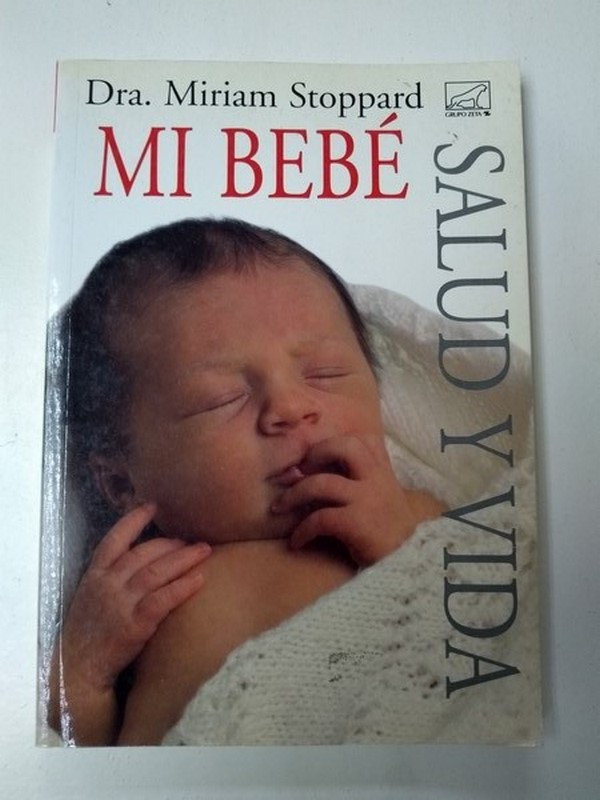 Dra. Miriam Stoppard
GRUPO ZETA
MI BEBÉ
SALUD Y VIDA